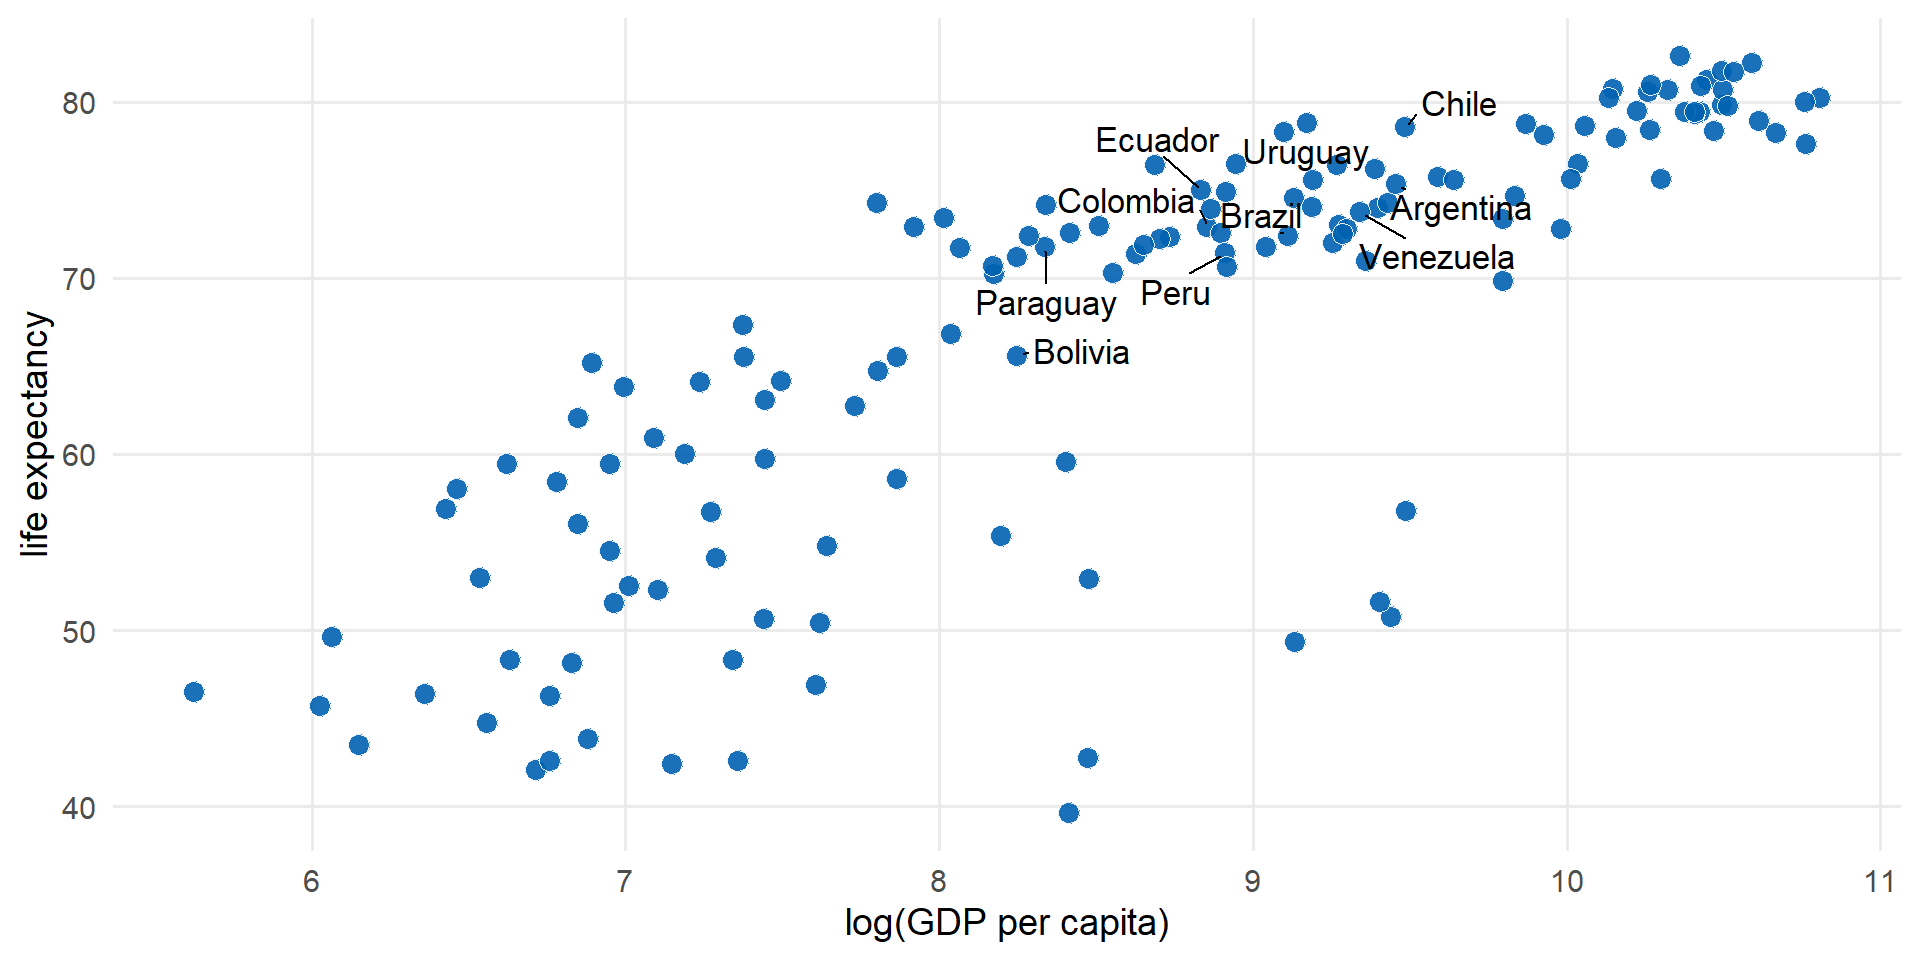 80
70
60
50
40
life expectancy
Chile
Ecuador
Uruguay
Colombia
Brazil
Argentina
Venezuela
Peru
Paraguay
Bolivia
6
7
8
9
10
11
log(GDP per capita)